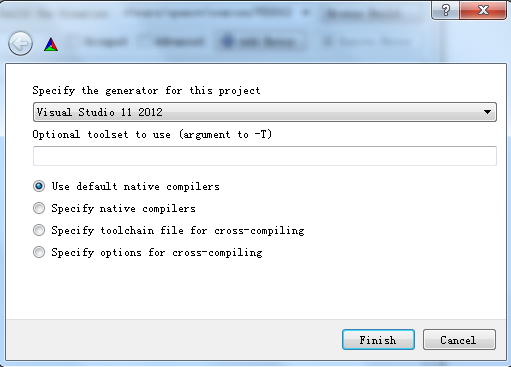 Specify the generator for this project
Visual Studio 11 2012
Optional toolset to use (argument to -T)
Use default native compilers
Specify native compilers
Specify toolchain file for cross-compiling
Specify options for cross-compiling
Finish
Cancel